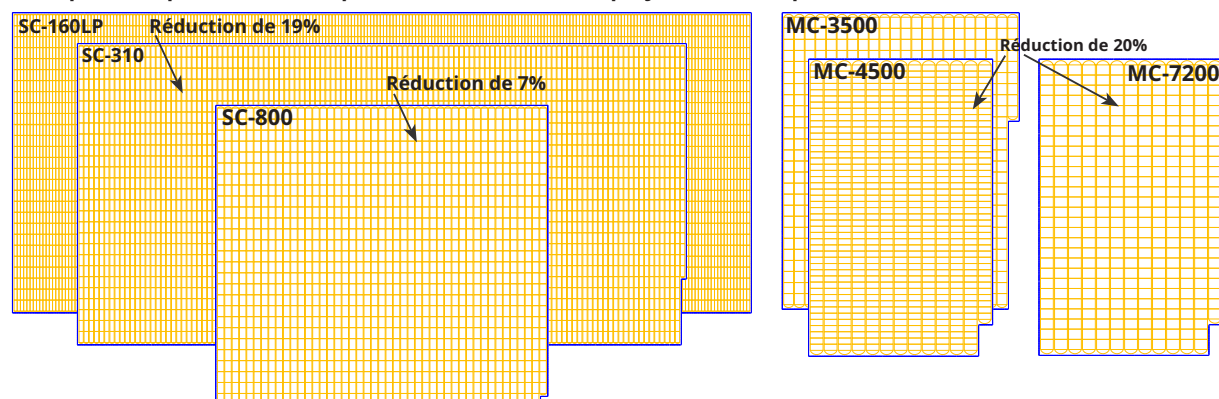 SC-160LP
Réduction de 19%
SC-310
Réduction de 7%
SC-800
MC-3500
Réduction de 20%
MC-4500
MC-7200